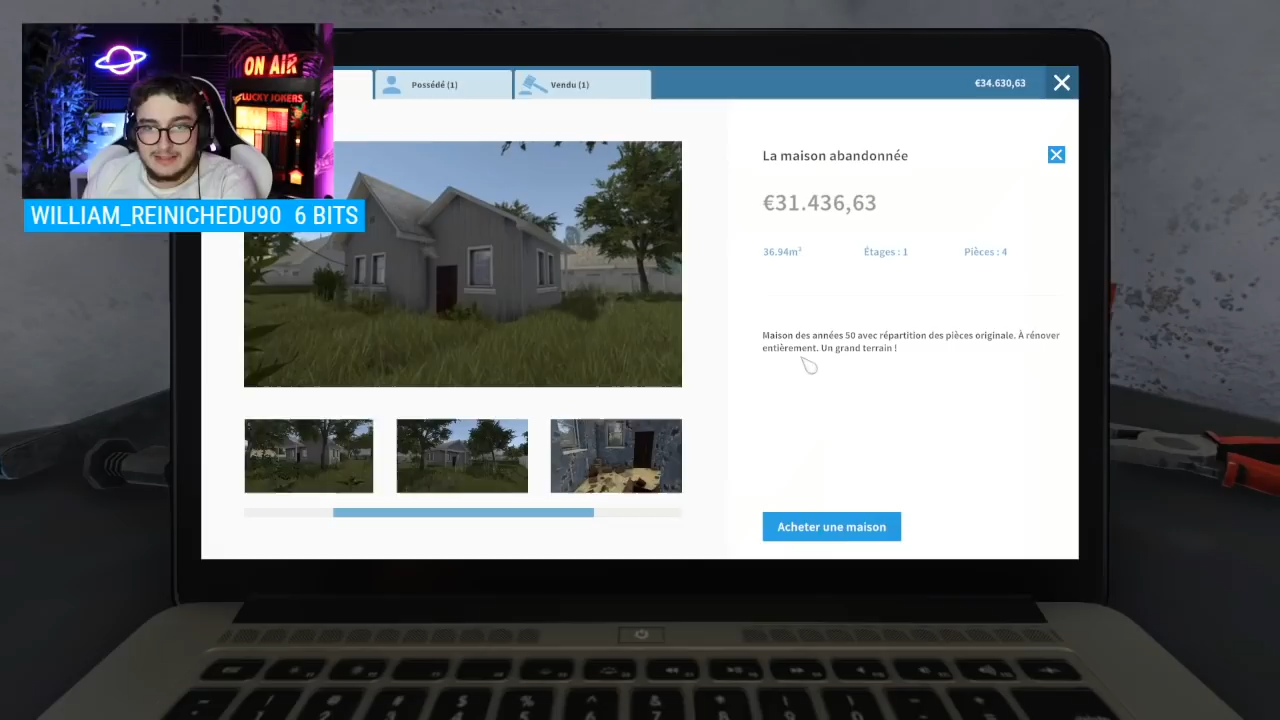 ON AIR
LUCKY JOKERS
WILLIAM_REINICHEDU90 6 BITS
Possédé (1)
Vendu (1)
€34.630,63
La maison abandonnée
€31.436,63
36.94m²
Étages : 1
Pièces : 4
Maison des années 50 avec répartition des pièces originale. À rénover
entièrement. Un grand terrain !
Acheter une maison